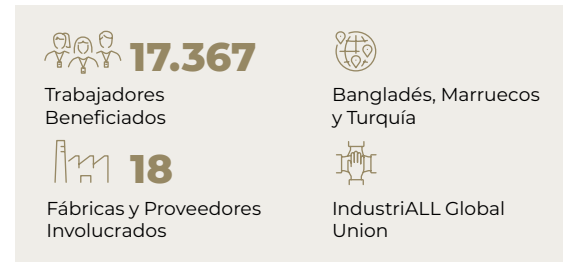 17.367
Trabajadores
Beneficiados
Bangladés, Marruecos
y Turquía
18
Fábricas y Proveedores
Involucrados
IndustriALL Global
Union